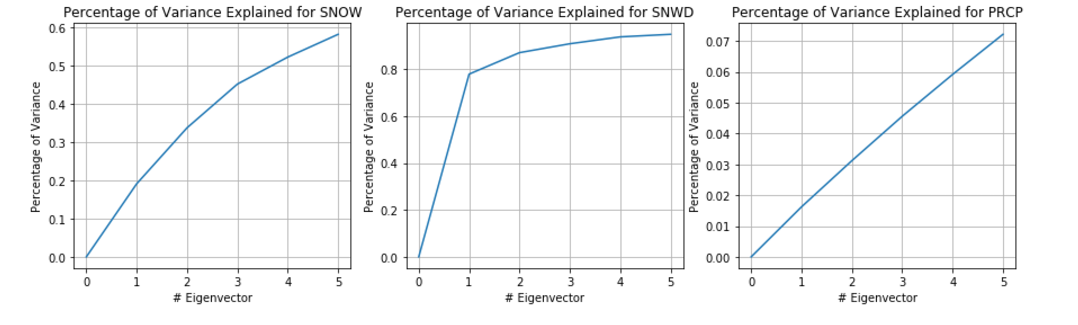 Percentage of Variance Explained for SNOW
Percentage of Variance
0.6
0.5
0.4
0.3
0.2
0.1
0.0
0 1 2 3 4 5
# Eigenvector
Percentage of Variance Explained for SNWD
Percentage of Variance
0.8
0.6
0.4
0.2
0.0
0 1 2 3 4 5
# Eigenvector
Percentage of Variance Explained for PRCP
Percentage of Variance
0.07
0.06
0.05
0.04
0.03
0.02
0.01
0.00
0 1 2 3 4 5
# Eigenvector